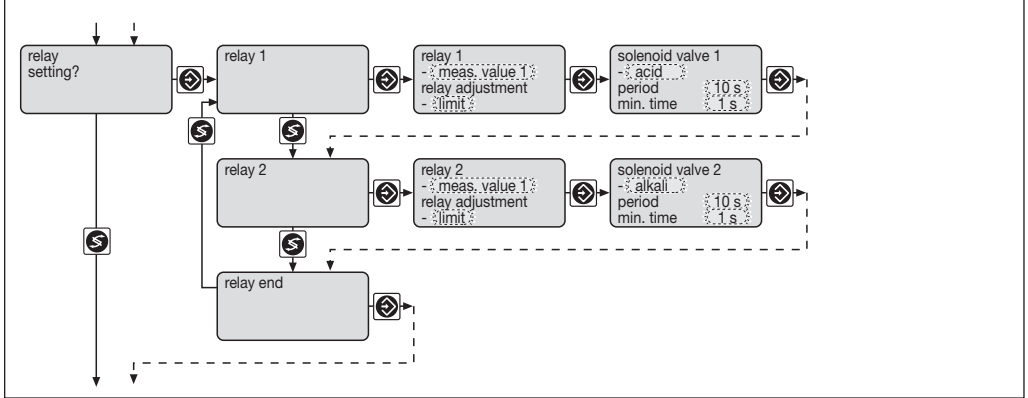 relay
setting?
relay 1
relay 1
- meas. value 1
relay adjustment
- limit
solenoid valve 1
- acid
period 10 s
min. time 1 s
relay 2
relay 2
- meas. value 1
relay adjustment
- limit
solenoid valve 2
- alkali
period 10 s
min. time 1 s
relay end